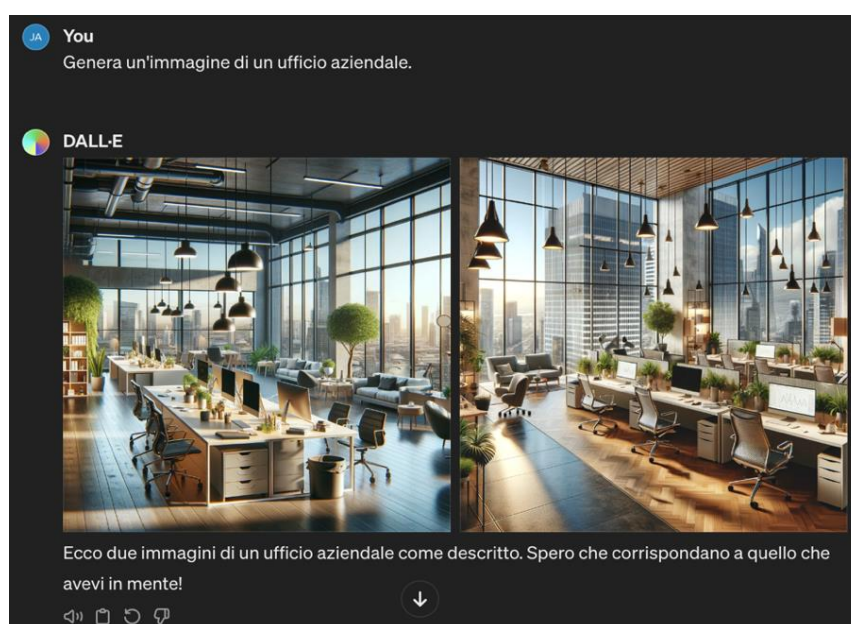 JA
You
Genera un'immagine di un ufficio aziendale.
DALL·E
Ecco due immagini di un ufficio aziendale come descritto. Spero che corrispondano a quello che
avevi in mente!